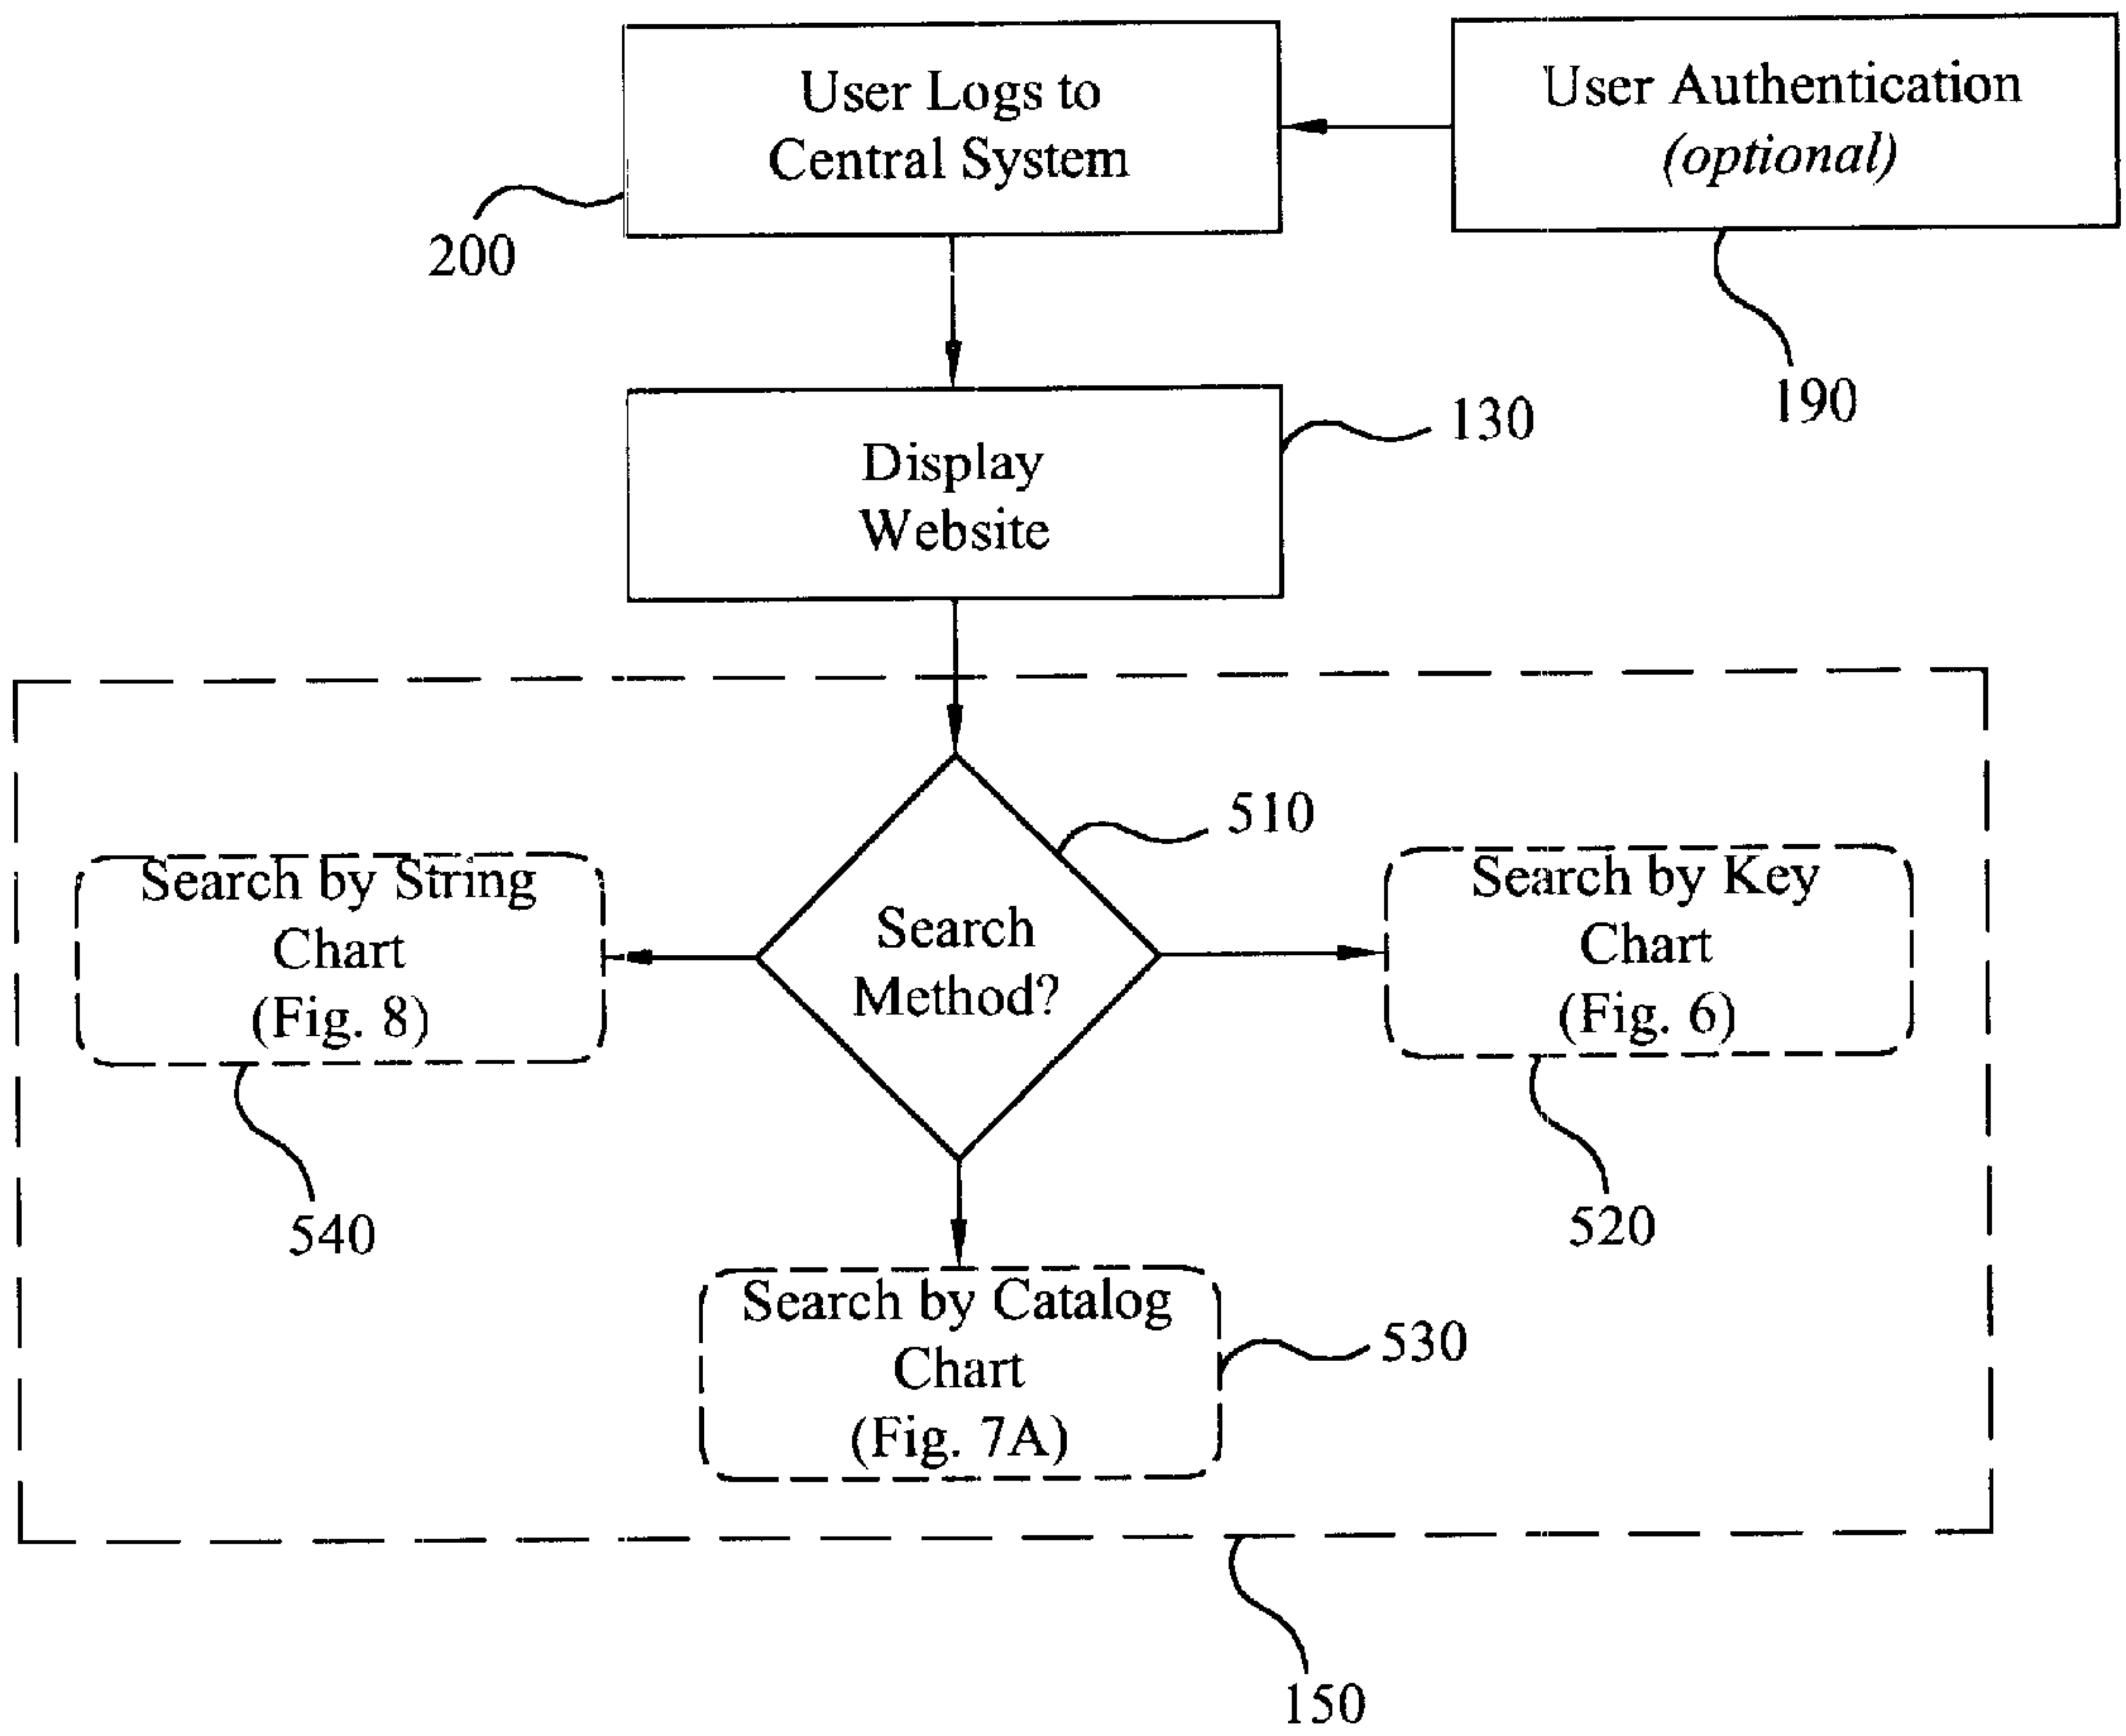 User Logs to
Central System
User Authentication
(optional)
200
190
130
Display
Website
510
Search by String
Chart
(Fig. 8)
Search
Method?
Search by Key
Chart
(Fig. 6)
540
520
Search by Catalog
Chart
(Fig. 7A)
530
150